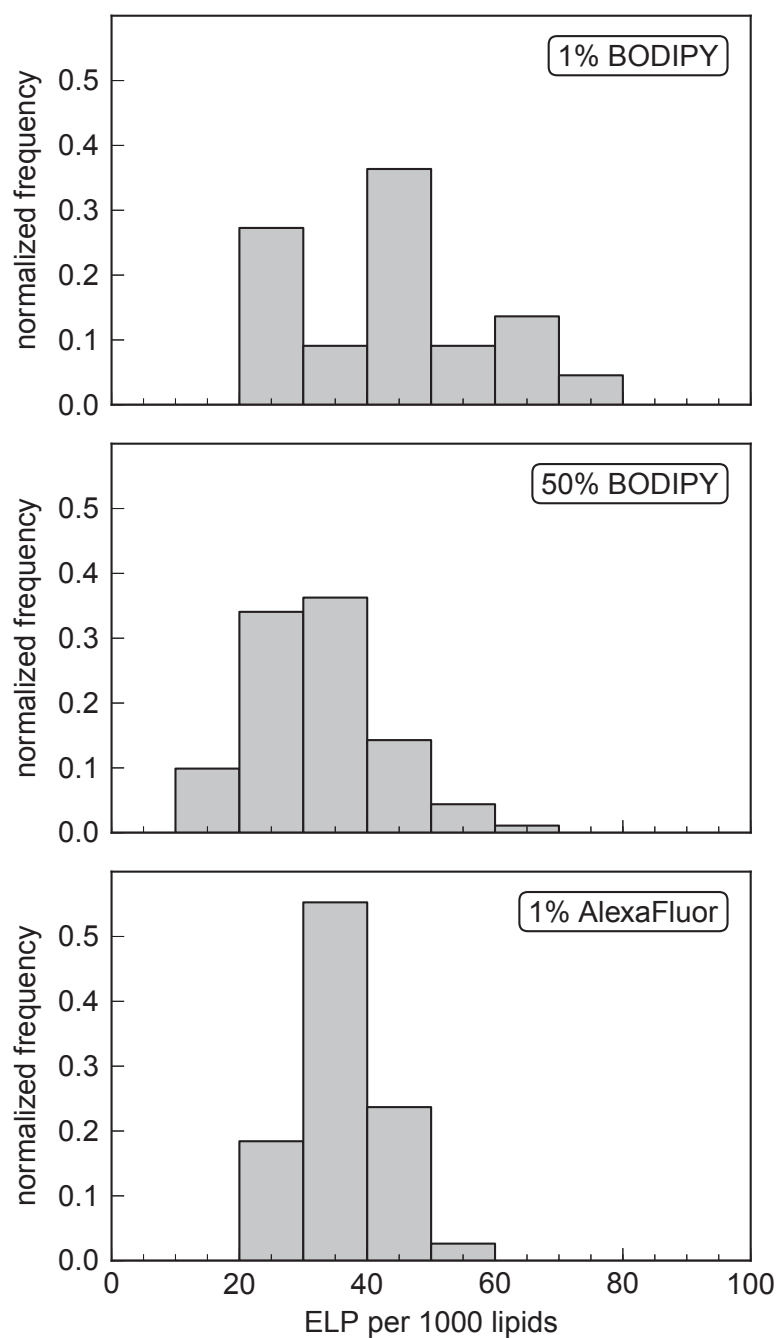 1% BODIPY
normalized frequency
0.5
0.4
0.3
0.2
0.1
0.0
50% BODIPY
normalized frequency
0.5
0.4
0.3
0.2
0.1
0.0
1% AlexaFluor
normalized frequency
0.5
0.4
0.3
0.2
0.1
0.0
0 20 40 60 80 100
ELP per 1000 lipids